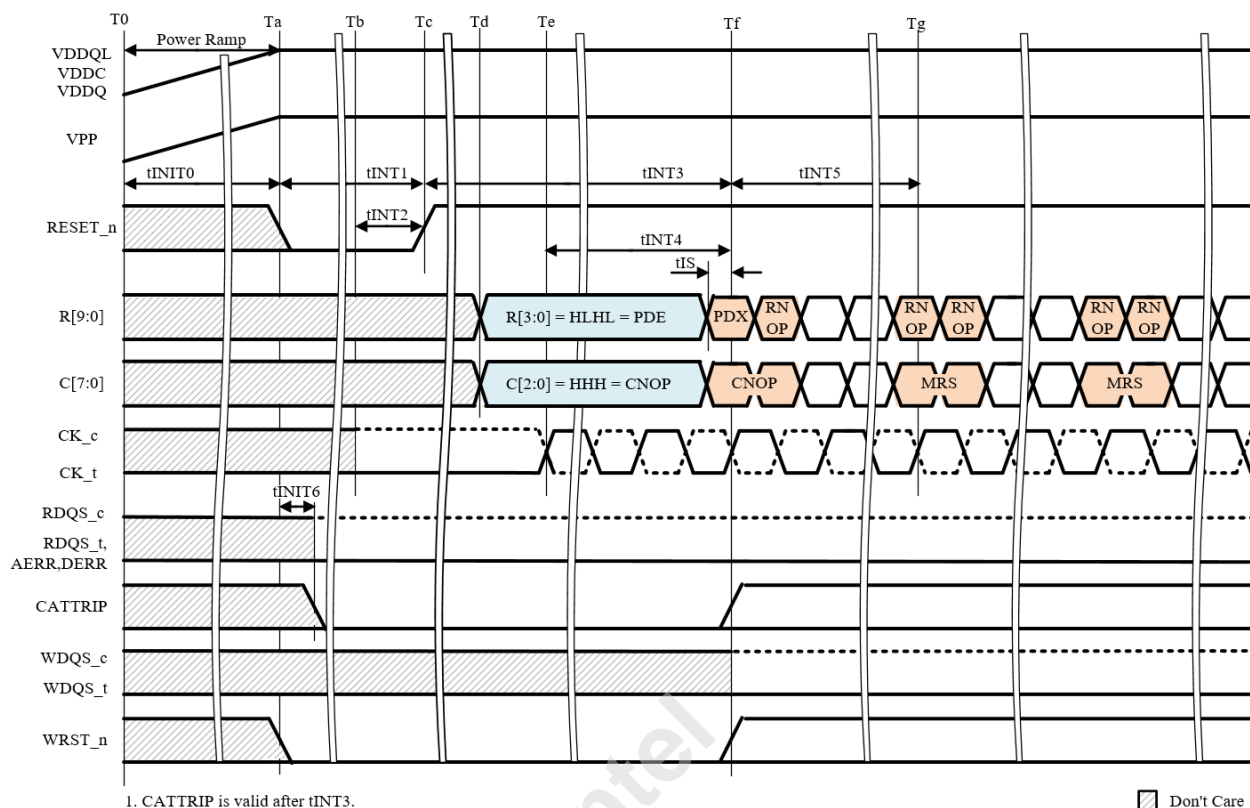 T0 Ta Tb Tc Td Te Tf Tg
Power Ramp
VDDQL
VDDC
VDDQ
VPP
tINIT0 tINT1 tINT3 tINT5
RESET_n
tINT2
tINT4
tIS
R[9:0] R[3:0] = HLHL = PDE PDX RN OP RN OP RN OP RN OP RN OP
C[7:0] C[2:0] = HHH = CNOP CNOP MRS MRS
CK_c
CK_t
tINIT6
RDQS_c
RDQS_t,
AERR,DERR
CATTRIP
WDQS_c
WDQS_t
WRST_n
1. CATTRIP is valid after tINT3.
Don't Care
ntel